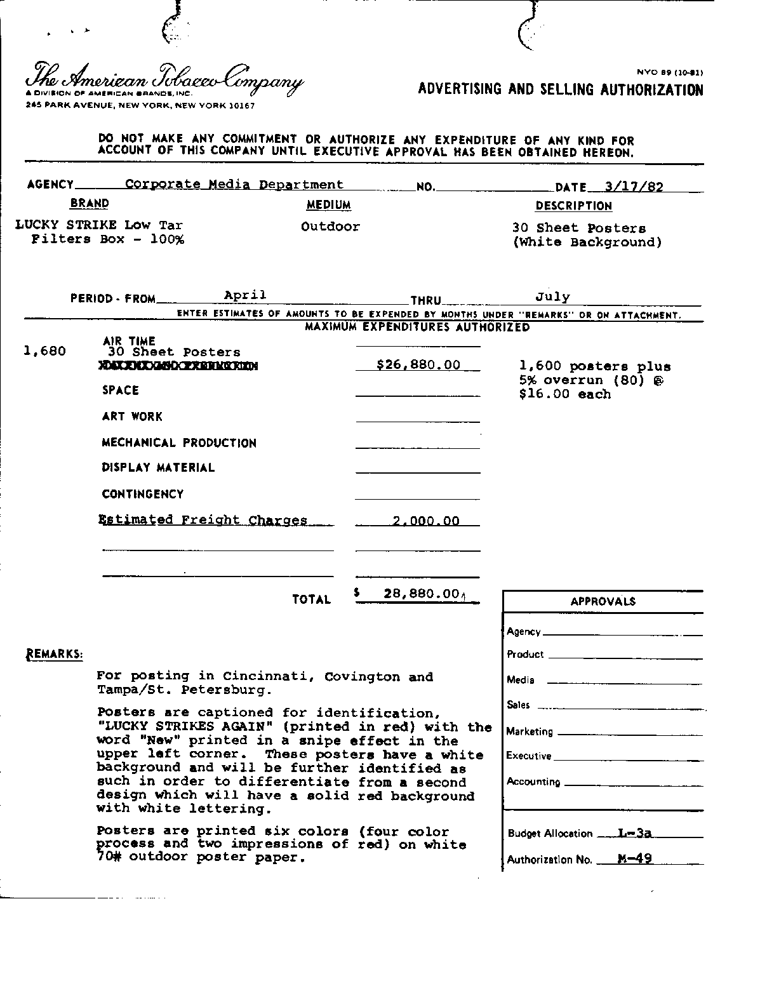 The American Tobacco Company
A DIVISION OF AMERICAN BRANDS, INC.
245 PARK AVENUE, NEW YORK, NEW YORK 10167
NYO 89 (10-81)
ADVERTISING AND SELLING AUTHORIZATION
DO NOT MAKE ANY COMMITMENT OR AUTHORIZE ANY EXPENDITURE OF ANY KIND FOR
ACCOUNT OF THIS COMPANY UNTIL EXECUTIVE APPROVAL HAS BEEN OBTAINED HEREON.
AGENCY Corporate Media Department NO. DATE 3/17/82
BRAND MEDIUM DESCRIPTION
LUCKY STRIKE Low Tar Outdoor 30 Sheet Posters
Filters Box - 100% (White Background)
PERIOD - FROM April THRU July
ENTER ESTIMATES OF AMOUNTS TO BE EXPENDED BY MONTHS UNDER "REMARKS" OR ON ATTACHMENT.
MAXIMUM EXPENDITURES AUTHORIZED
AIR TIME
1,680 30 Sheet Posters
$26,880.00 1,600 posters plus
5% overrun (80) @
$16.00 each
SPACE
ART WORK
MECHANICAL PRODUCTION
DISPLAY MATERIAL
CONTINGENCY
Estimated Freight Charges 2,000.00
TOTAL $ 28,880.00
APPROVALS
Agency
Product
Media
Sales
Marketing
Executive
Accounting
Budget Allocation L-3a
Authorization No. M-49
REMARKS:
For posting in Cincinnati, Covington and
Tampa/St. Petersburg.
Posters are captioned for identification,
"LUCKY STRIKES AGAIN" (printed in red) with the
word "New" printed in a snipe effect in the
upper left corner. These posters have a white
background and will be further identified as
such in order to differentiate from a second
design which will have a solid red background
with white lettering.
Posters are printed six colors (four color
process and two impressions of red) on white
70# outdoor poster paper.